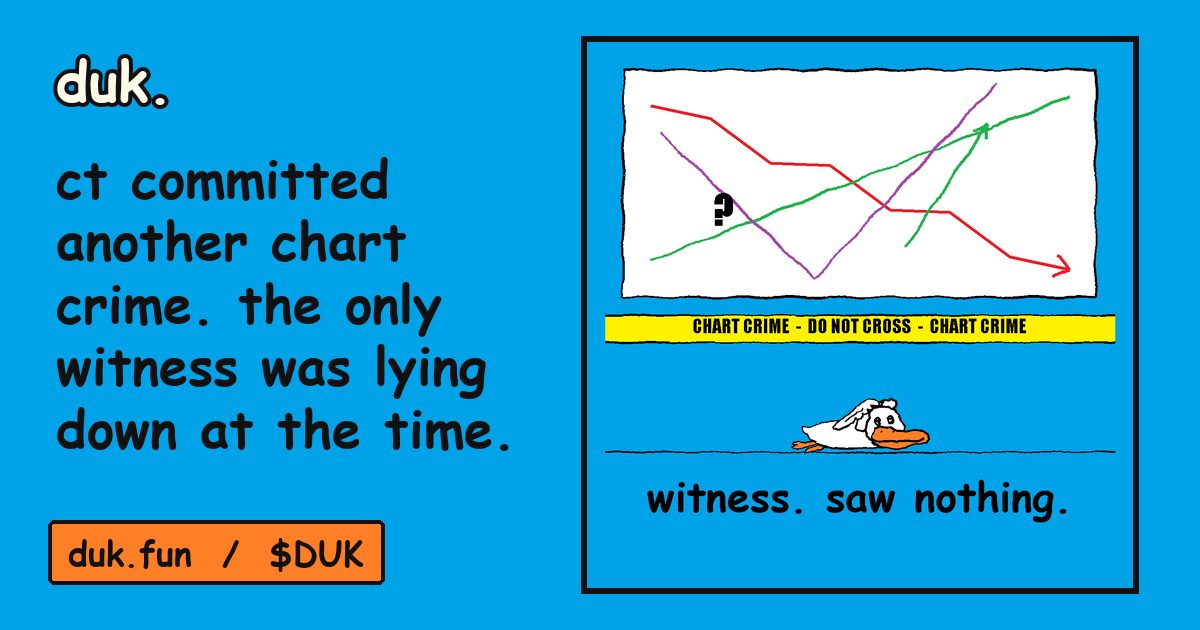 duk.
ct committed
another chart
crime. the only
witness was lying
down at the time.
duk.fun / $DUK
?
CHART CRIME - DO NOT CROSS - CHART CRIME
witness. saw nothing.